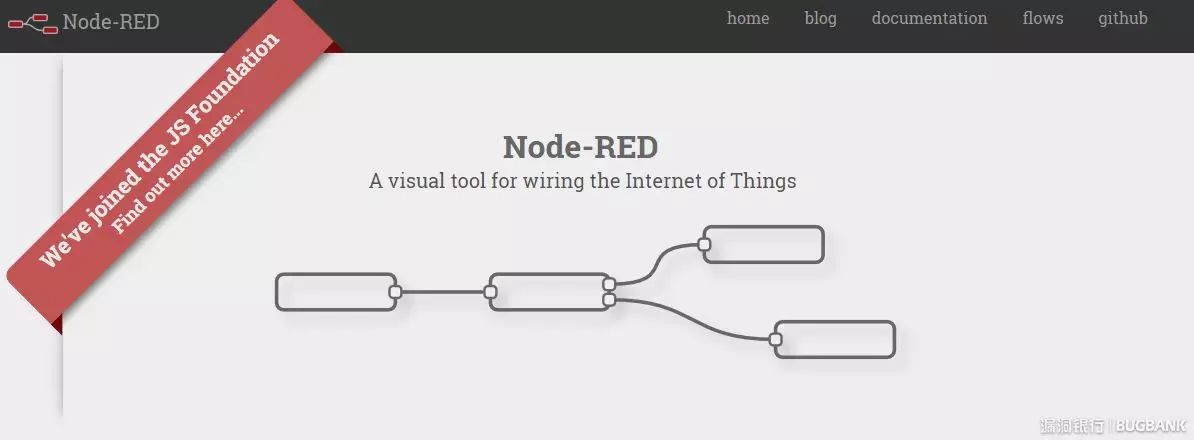 Node-RED
home blog documentation flows github
We've joined the JS Foundation
Find out more here...
Node-RED
A visual tool for wiring the Internet of Things
漏洞银行 | BUGBANK